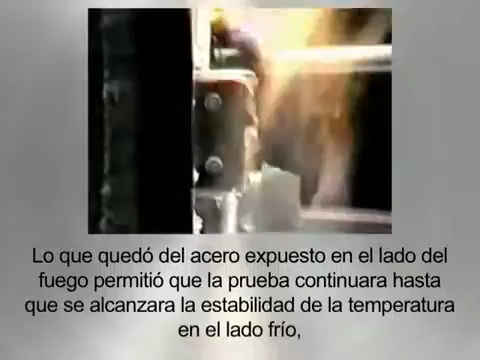 Lo que quedó del acero expuesto en el lado del
fuego permitió que la prueba continuara hasta
que se alcanzara la estabilidad de la temperatura
en el lado frío,